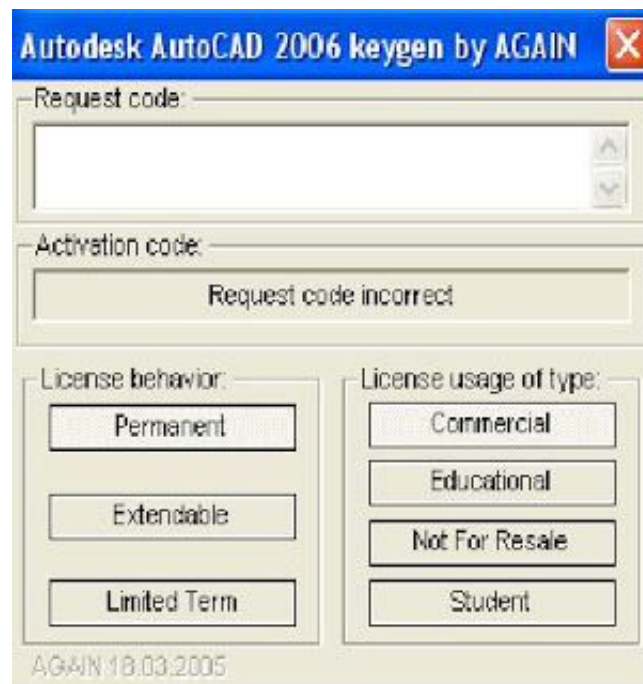 Autodesk AutoCAD 2006 keygen by AGAIN
Request code:
Activation code:
Request code incorrect
License behavior:
Permanent
Extendable
Limited Term
License usage of type:
Commercial
Educational
Not For Resale
Student
AGAIN 18.03.2005